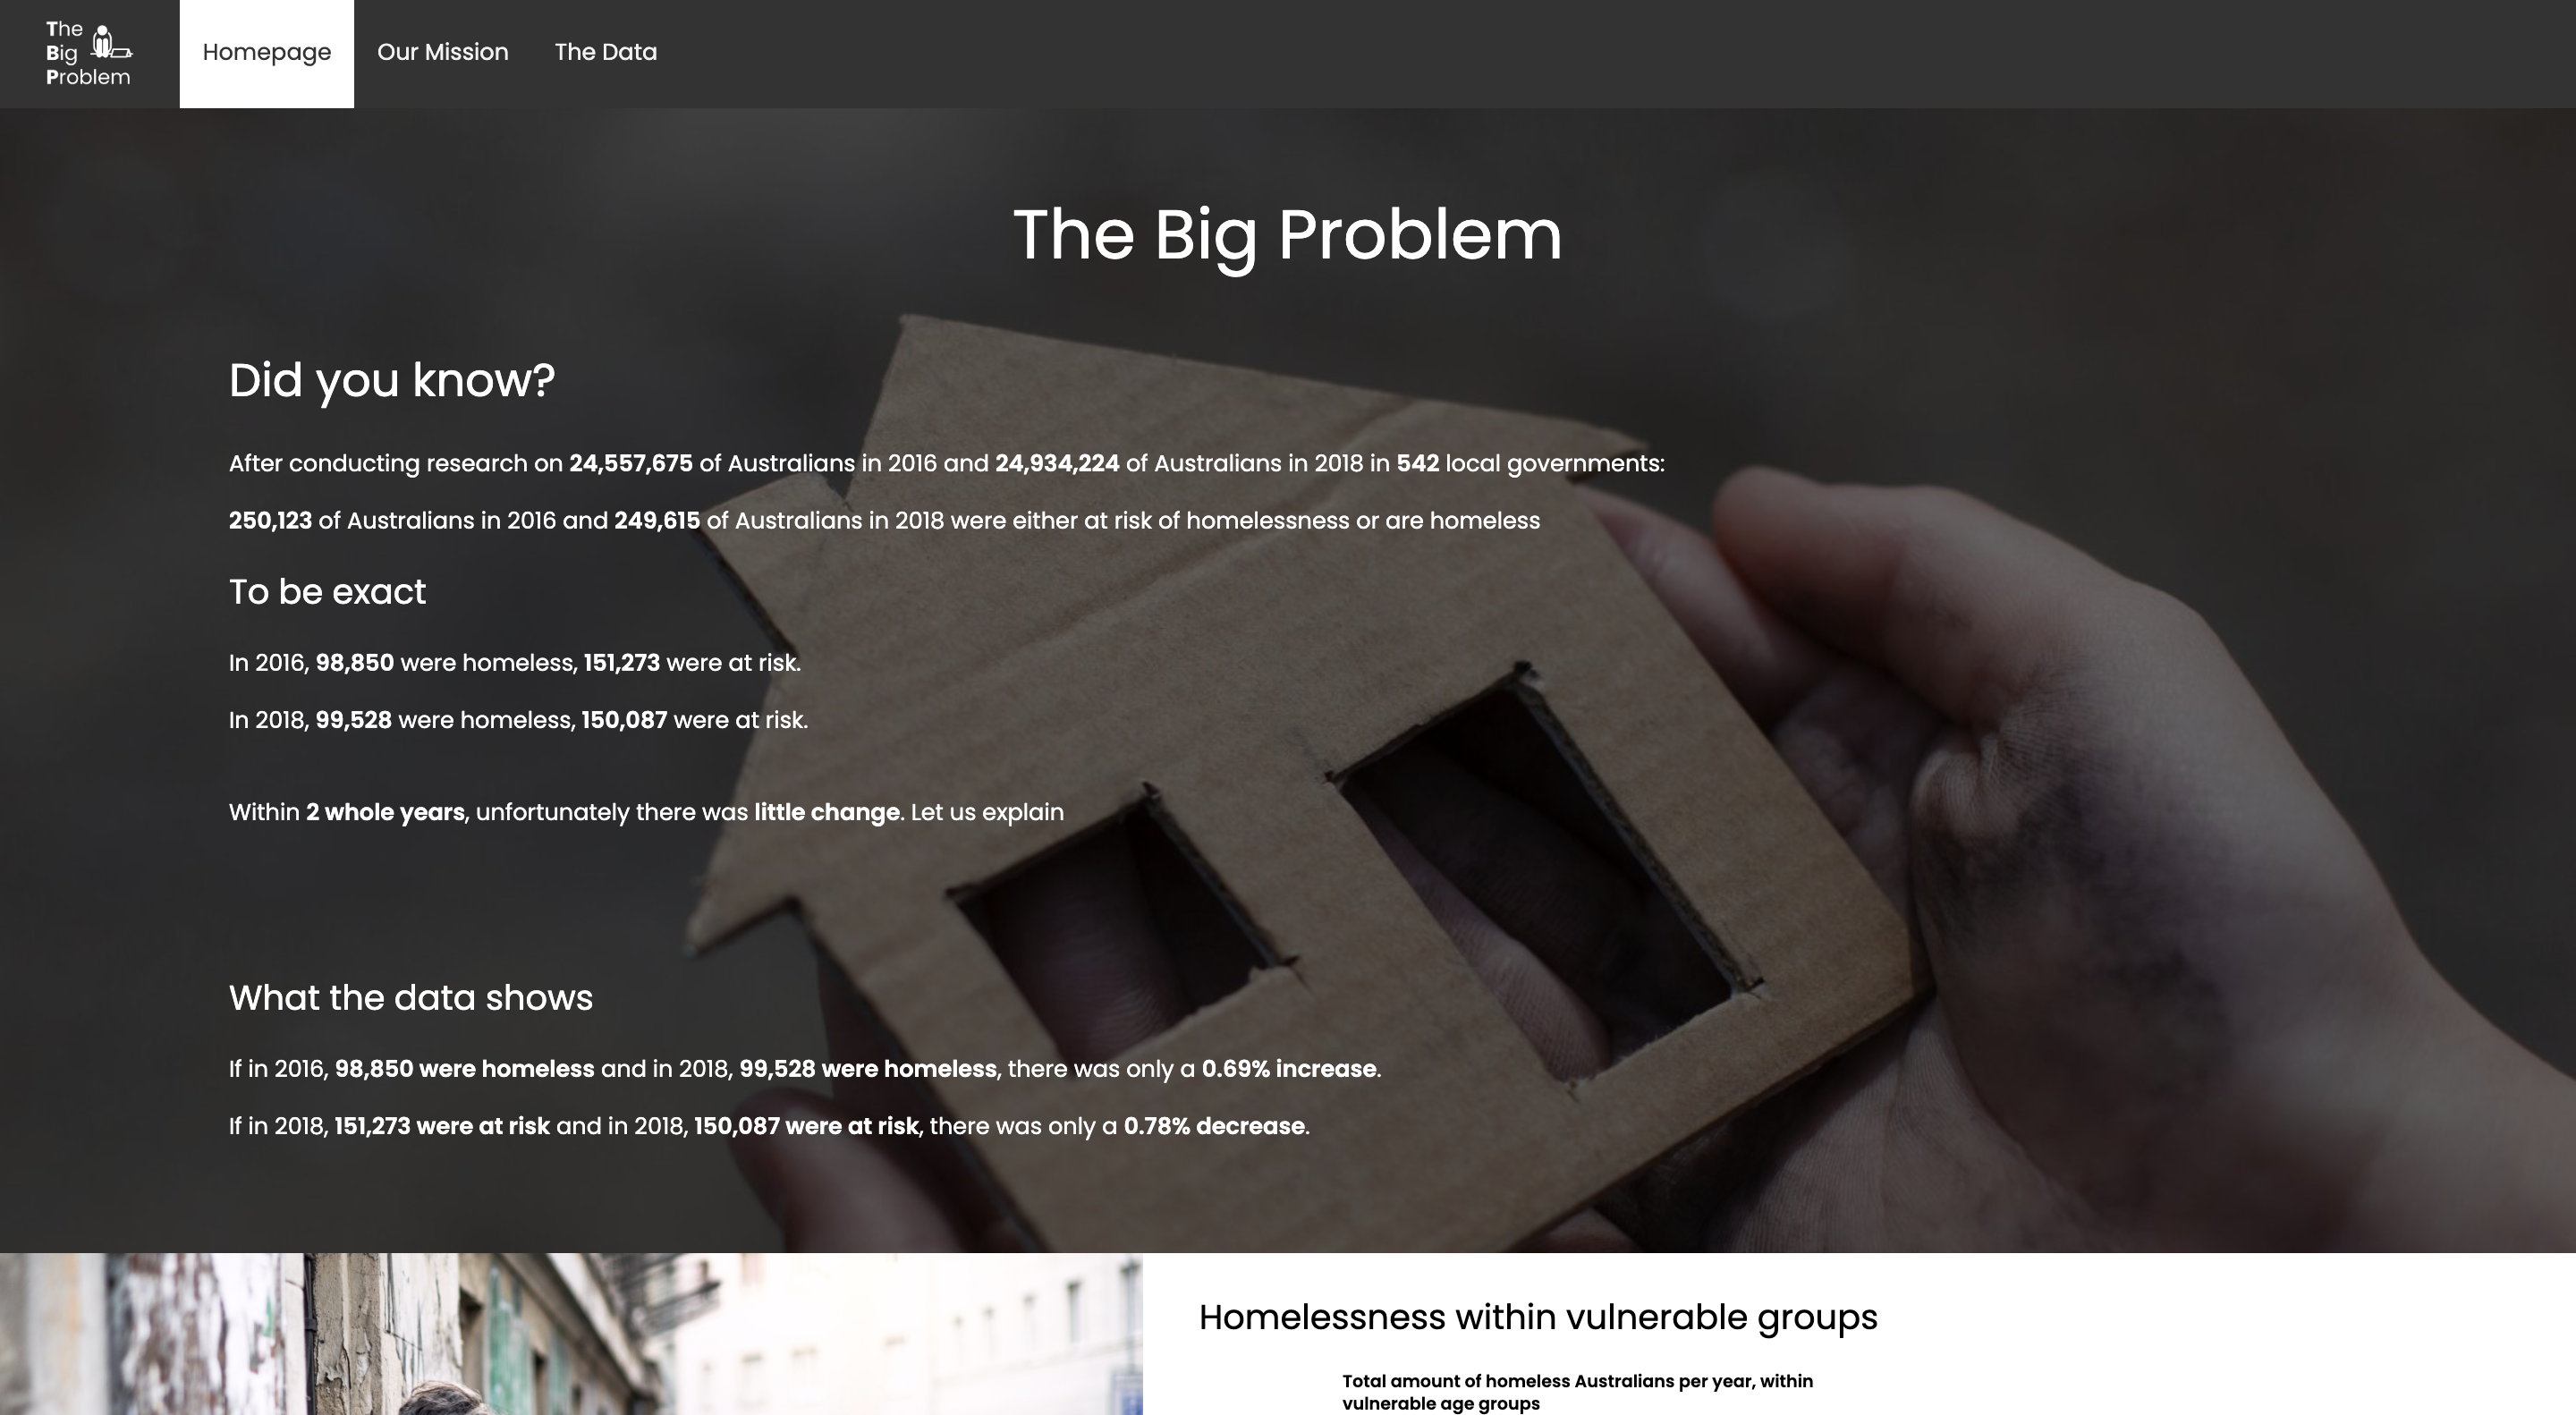 The
Big
Problem
Homepage Our Mission The Data
The Big Problem
Did you know?
After conducting research on 24,557,675 of Australians in 2016 and 24,934,224 of Australians in 2018 in 542 local governments:
250,123 of Australians in 2016 and 249,615 of Australians in 2018 were either at risk of homelessness or are homeless
To be exact
In 2016, 98,850 were homeless, 151,273 were at risk.
In 2018, 99,528 were homeless, 150,087 were at risk.
Within 2 whole years, unfortunately there was little change. Let us explain
What the data shows
If in 2016, 98,850 were homeless and in 2018, 99,528 were homeless, there was only a 0.69% increase.
If in 2018, 151,273 were at risk and in 2018, 150,087 were at risk, there was only a 0.78% decrease.
Homelessness within vulnerable groups
Total amount of homeless Australians per year, within
vulnerable age groups